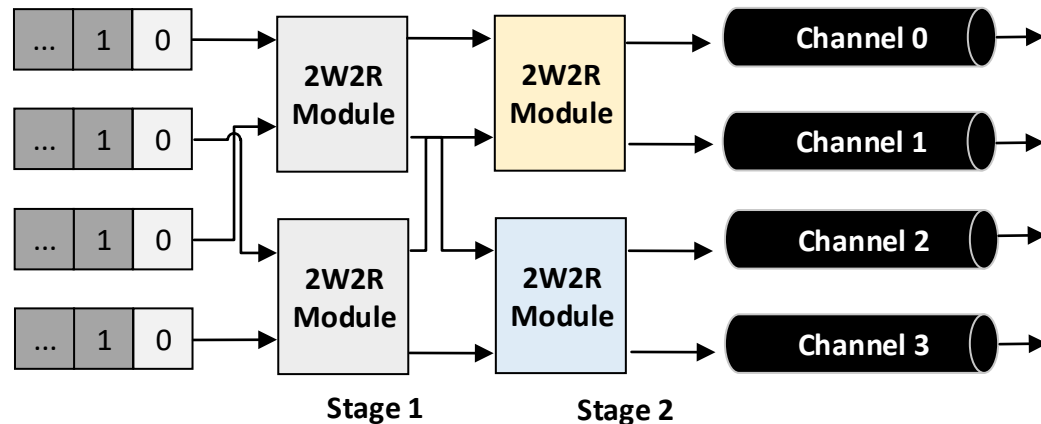 ... 1 0
2W2R
Module
2W2R
Module
Channel 0
... 1 0
Channel 1
... 1 0
2W2R
Module
2W2R
Module
Channel 2
... 1 0
Channel 3
Stage 1
Stage 2